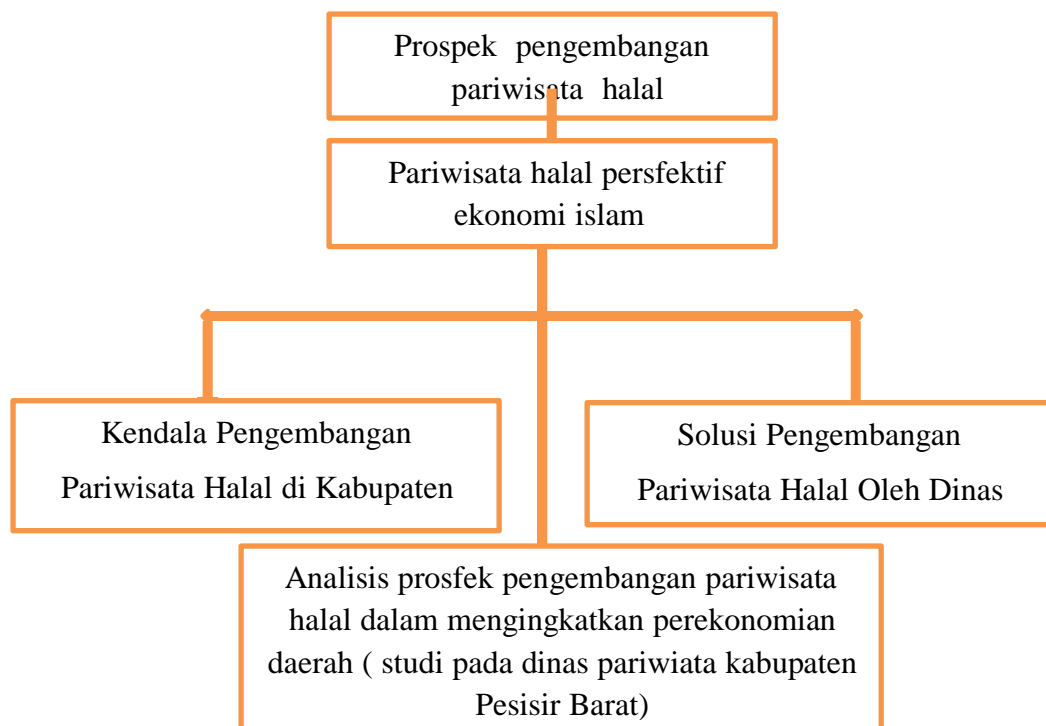 Prospek pengembangan
pariwisata halal
Pariwisata halal persfektif
ekonomi islam
Kendala Pengembangan
Pariwisata Halal di Kabupaten
Solusi Pengembangan
Pariwisata Halal Oleh Dinas
Analisis prosfek pengembangan pariwisata
halal dalam mengingkatkan perekonomian
daerah ( studi pada dinas pariwiata kabupaten
Pesisir Barat)